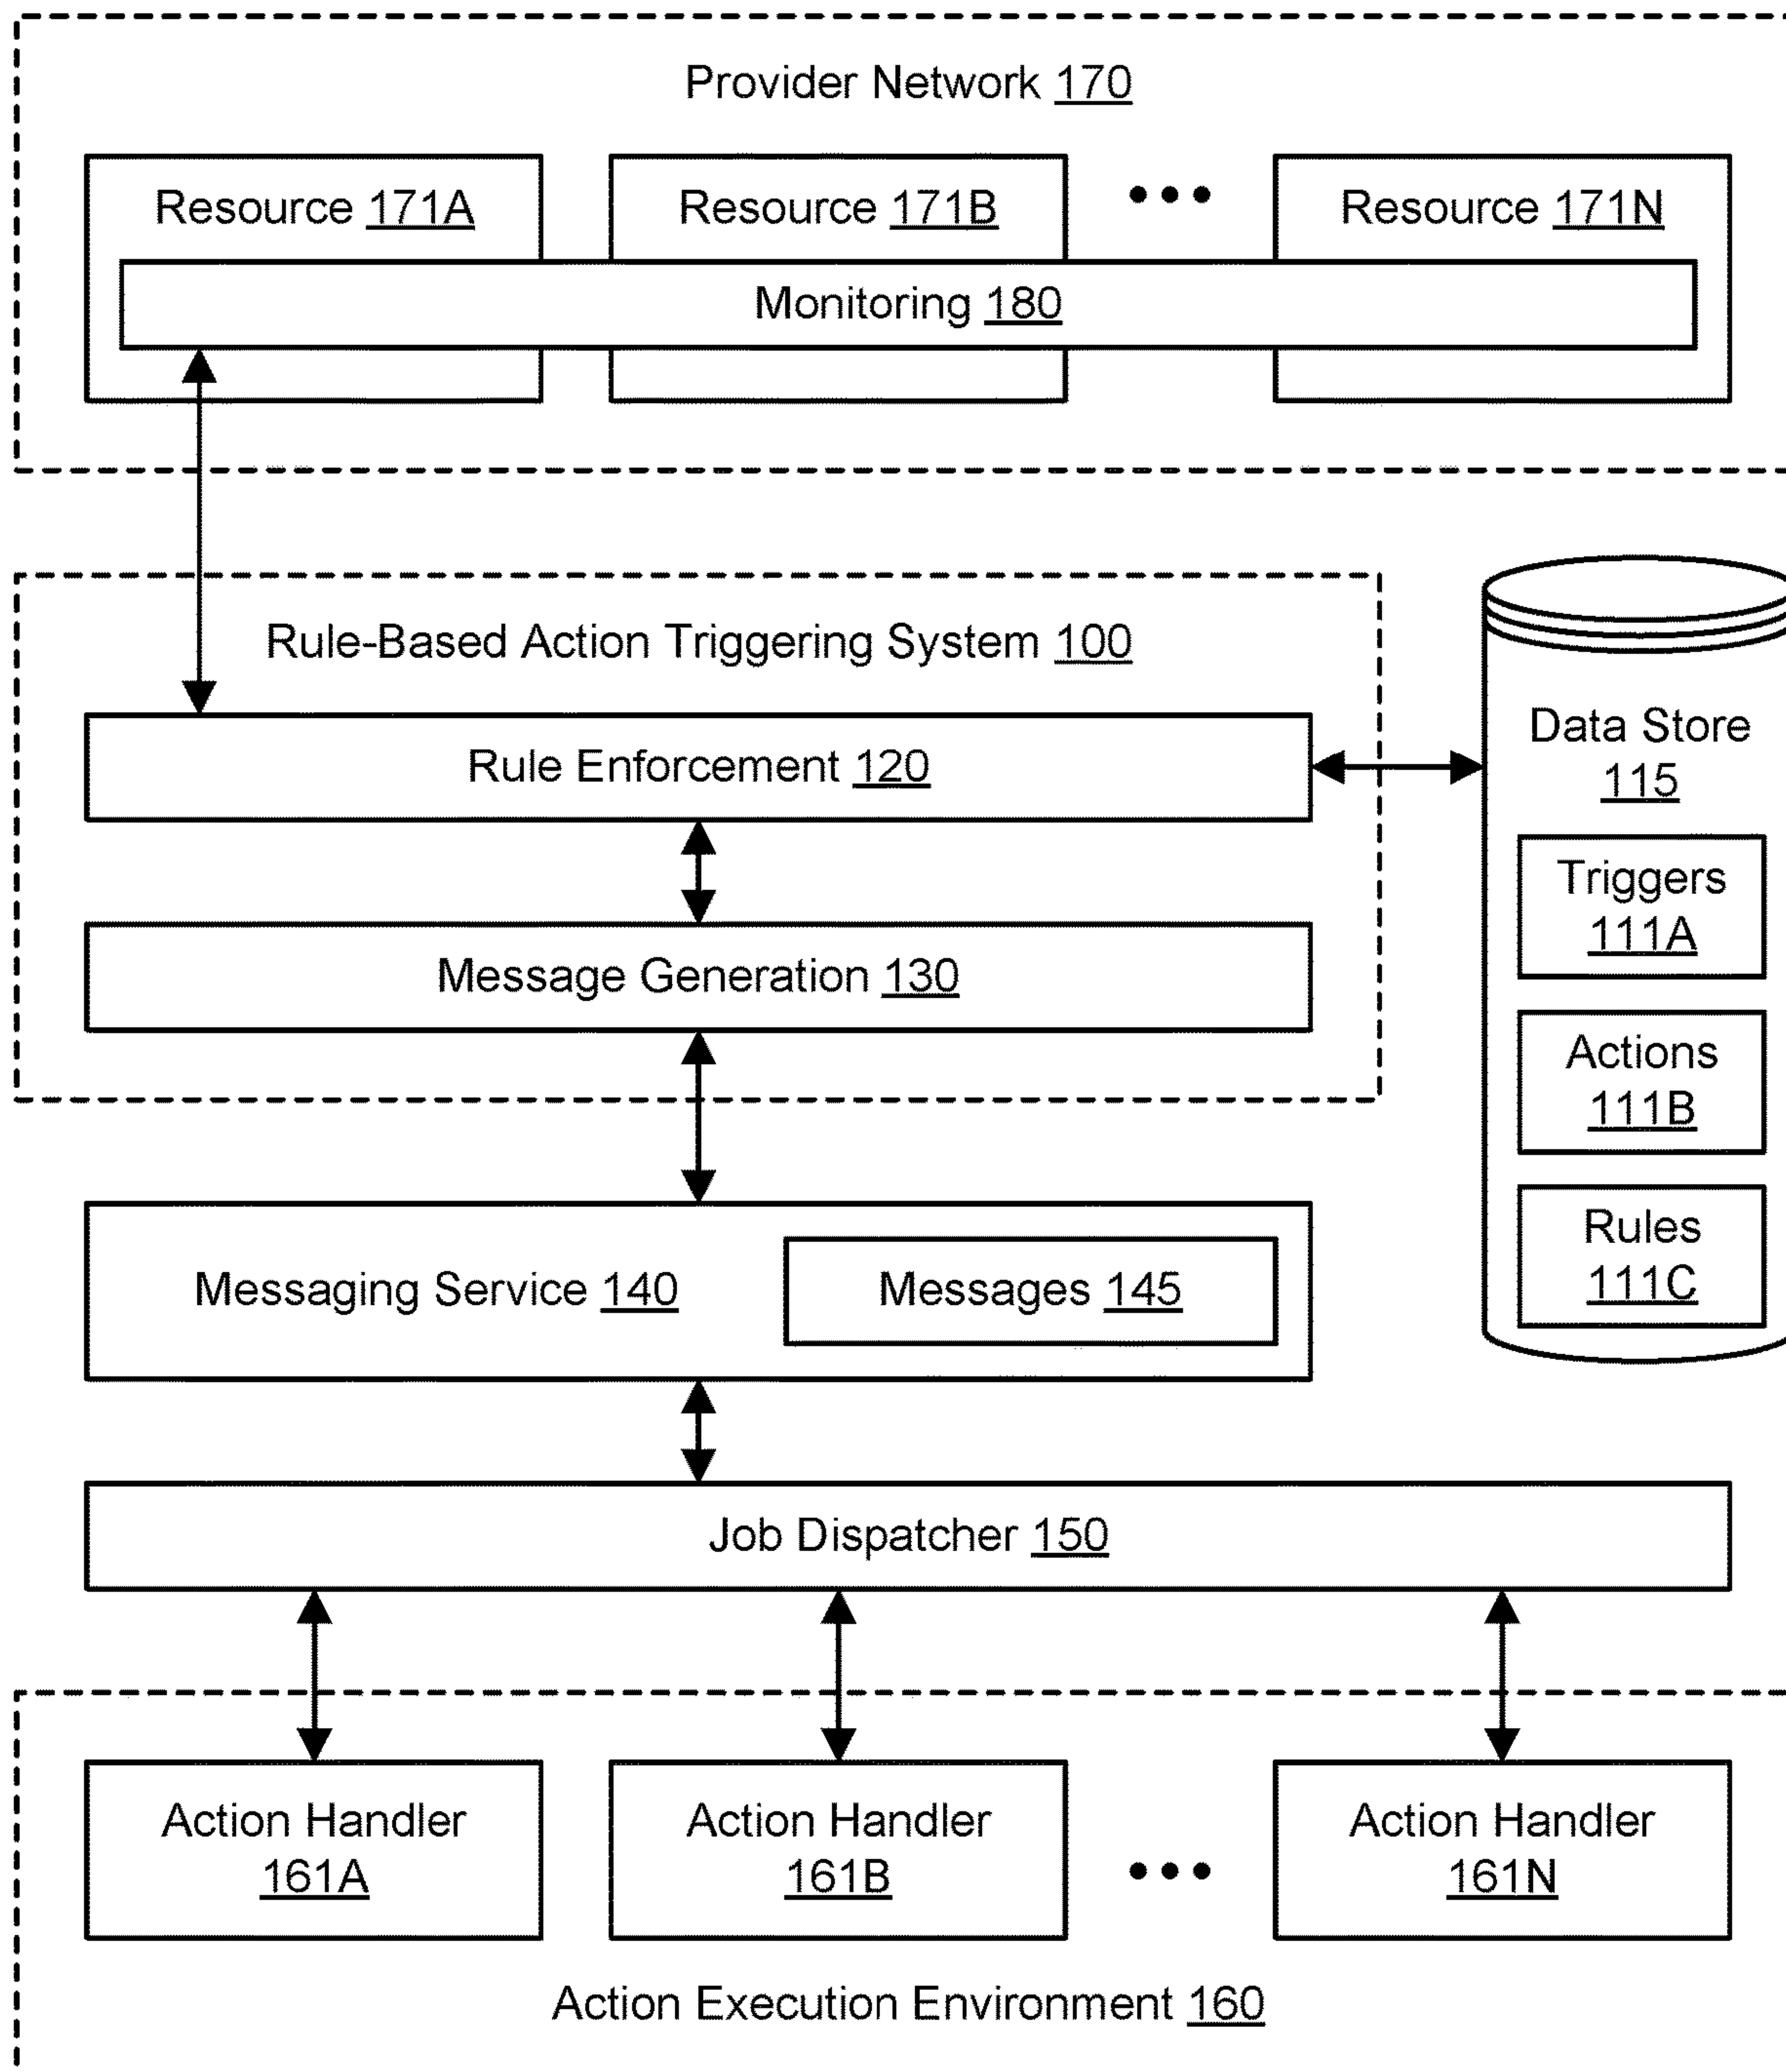 Provider Network 170
Resource 171A
Resource 171B
Resource 171N
Monitoring 180
Rule-Based Action Triggering System 100
Rule Enforcement 120
Message Generation 130
Data Store
115
Triggers
111A
Actions
111B
Rules
111C
Messaging Service 140
Messages 145
Job Dispatcher 150
Action Handler
161A
Action Handler
161B
Action Handler
161N
Action Execution Environment 160